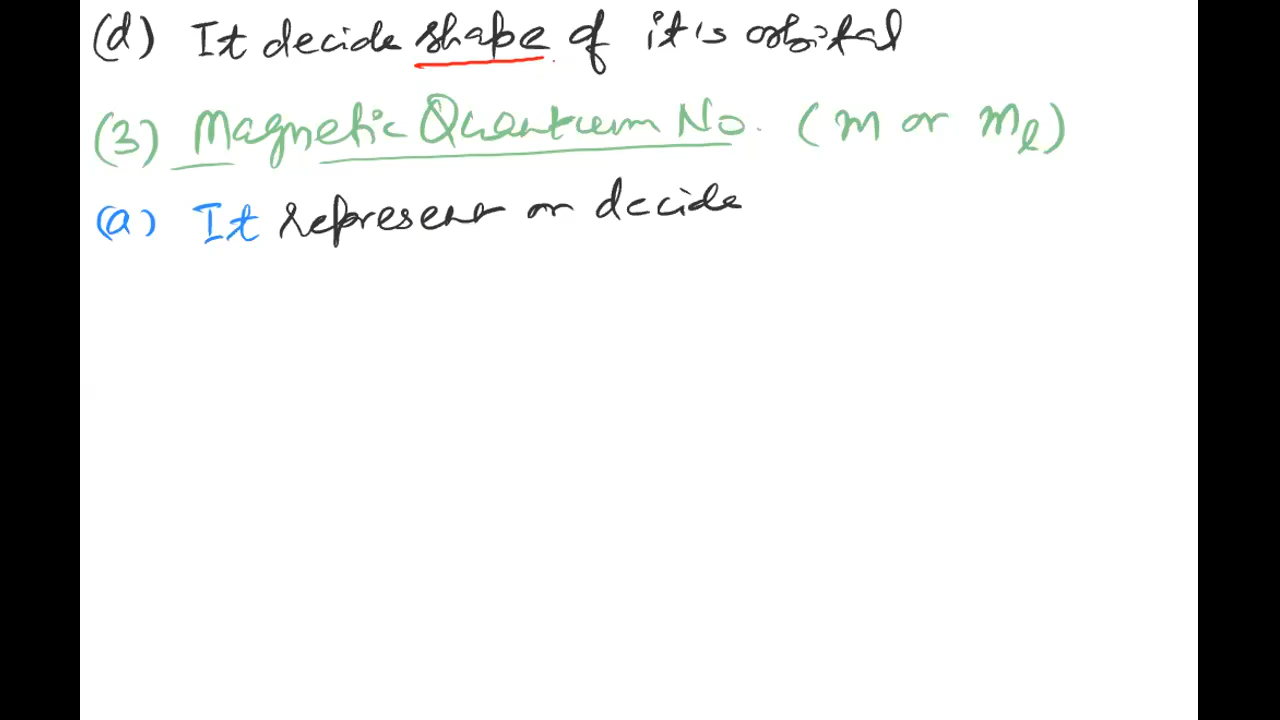 (d) It decide shape of it's orbital
(3) Magnetic Quantum No. (m or mₗ)
(a) It represent or decide